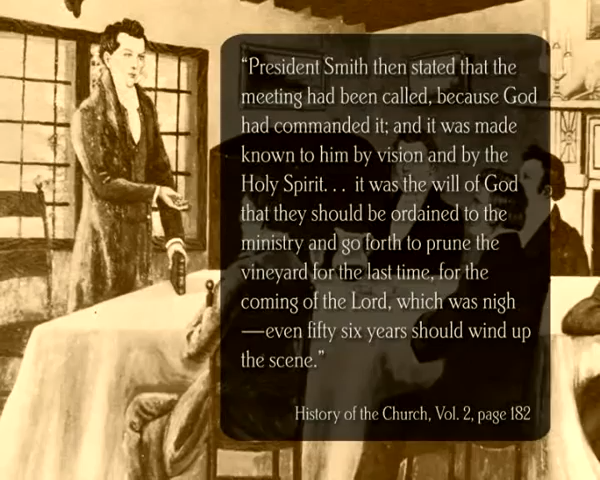 “President Smith then stated that the
meeting had been called, because God
had commanded it; and it was made
known to him by vision and by the
Holy Spirit. . . it was the will of God
that they should be ordained to the
ministry and go forth to prune the
vineyard for the last time, for the
coming of the Lord, which was nigh
—even fifty six years should wind up
the scene.”
History of the Church, Vol. 2, page 182